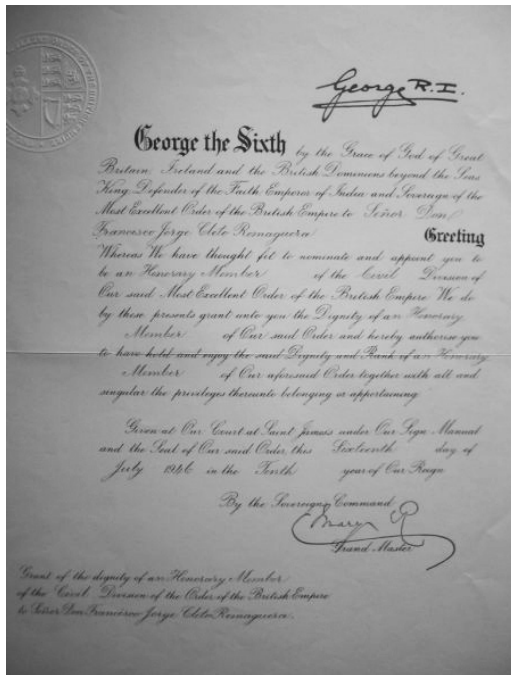 George R.I.
George the Sixth by the Grace of God of Great
Britain, Ireland and the British Dominions beyond the Seas
King, Defender of the Faith, Emperor of India and Sovereign of the
Most Excellent Order of the British Empire to Señor Don
Francesco Jorge Cleto Romaguera Greeting
Whereas We have thought fit to nominate and appoint you to
be an Honorary Member of the Civil Division of
Our said Most Excellent Order of the British Empire We do
by these presents grant unto you the Dignity of an Honorary
Member of Our said Order and hereby authorise you
to have hold and enjoy the said Dignity and Rank of an Honorary
Member of Our aforesaid Order together with all and
singular the privileges thereunto belonging or appertaining
Given at Our Court at Saint James's under Our Sign Manual
and the Seal of Our said Order, this Sixteenth day of
July 1946 in the Tenth year of Our Reign
By the Sovereign's Command
Mary R
Grand Master
Grant of the dignity of an Honorary Member
of the Civil Division of the Order of the British Empire
to Señor Don Francesco Jorge Cleto Romaguera.